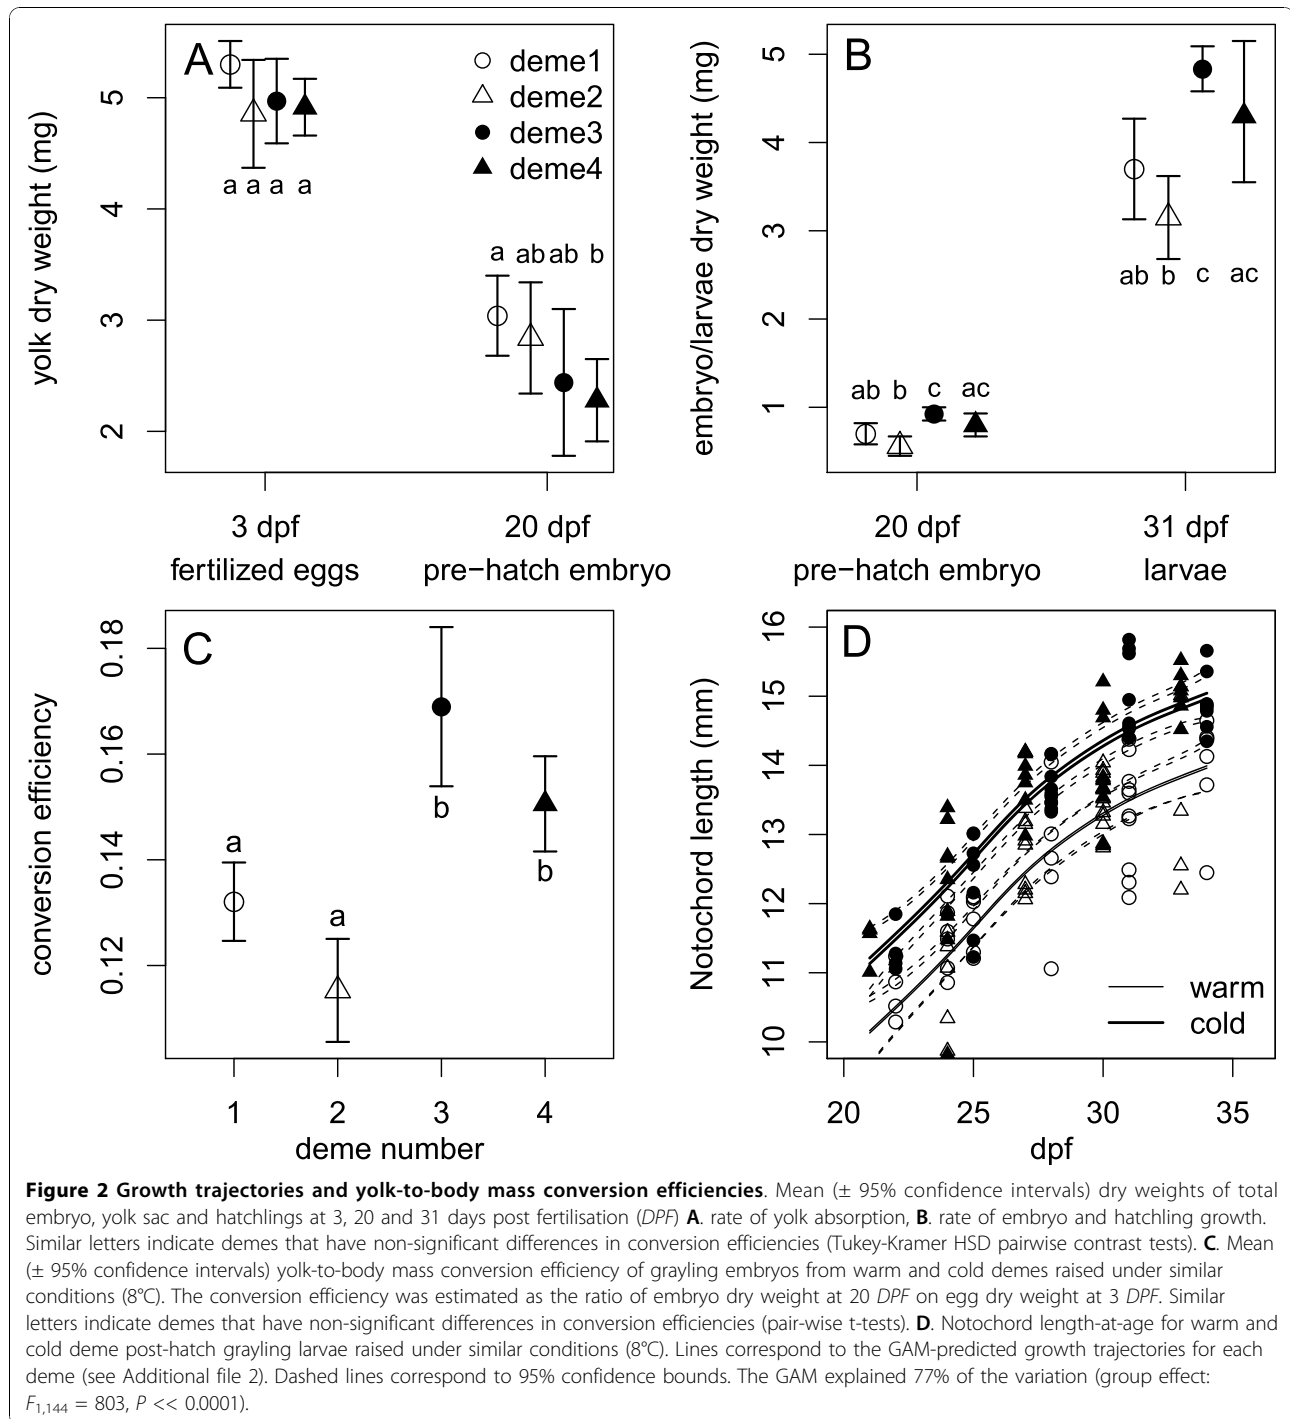 A
deme1
deme2
deme3
deme4
yolk dry weight (mg)
5
4
3
2
a a a a
a ab ab b
3 dpf
20 dpf
fertilized eggs
pre−hatch embryo
B
embryo/larvae dry weight (mg)
5
4
3
2
1
ab b c ac
ab b c ac
20 dpf
31 dpf
pre−hatch embryo
larvae
C
conversion efficiency
0.18
0.16
0.14
0.12
a
a
b
b
1 2 3 4
deme number
D
Notochord length (mm)
16
15
14
13
12
11
10
warm
cold
20 25 30 35
dpf
Figure 2 Growth trajectories and yolk-to-body mass conversion efficiencies. Mean (± 95% confidence intervals) dry weights of total
embryo, yolk sac and hatchlings at 3, 20 and 31 days post fertilisation (DPF) A. rate of yolk absorption, B. rate of embryo and hatchling growth.
Similar letters indicate demes that have non-significant differences in conversion efficiencies (Tukey-Kramer HSD pairwise contrast tests). C. Mean
(± 95% confidence intervals) yolk-to-body mass conversion efficiency of grayling embryos from warm and cold demes raised under similar
conditions (8°C). The conversion efficiency was estimated as the ratio of embryo dry weight at 20 DPF on egg dry weight at 3 DPF. Similar
letters indicate demes that have non-significant differences in conversion efficiencies (pair-wise t-tests). D. Notochord length-at-age for warm and
cold deme post-hatch grayling larvae raised under similar conditions (8°C). Lines correspond to the GAM-predicted growth trajectories for each
deme (see Additional file 2). Dashed lines correspond to 95% confidence bounds. The GAM explained 77% of the variation (group effect:
F1,144 = 803, P << 0.0001).